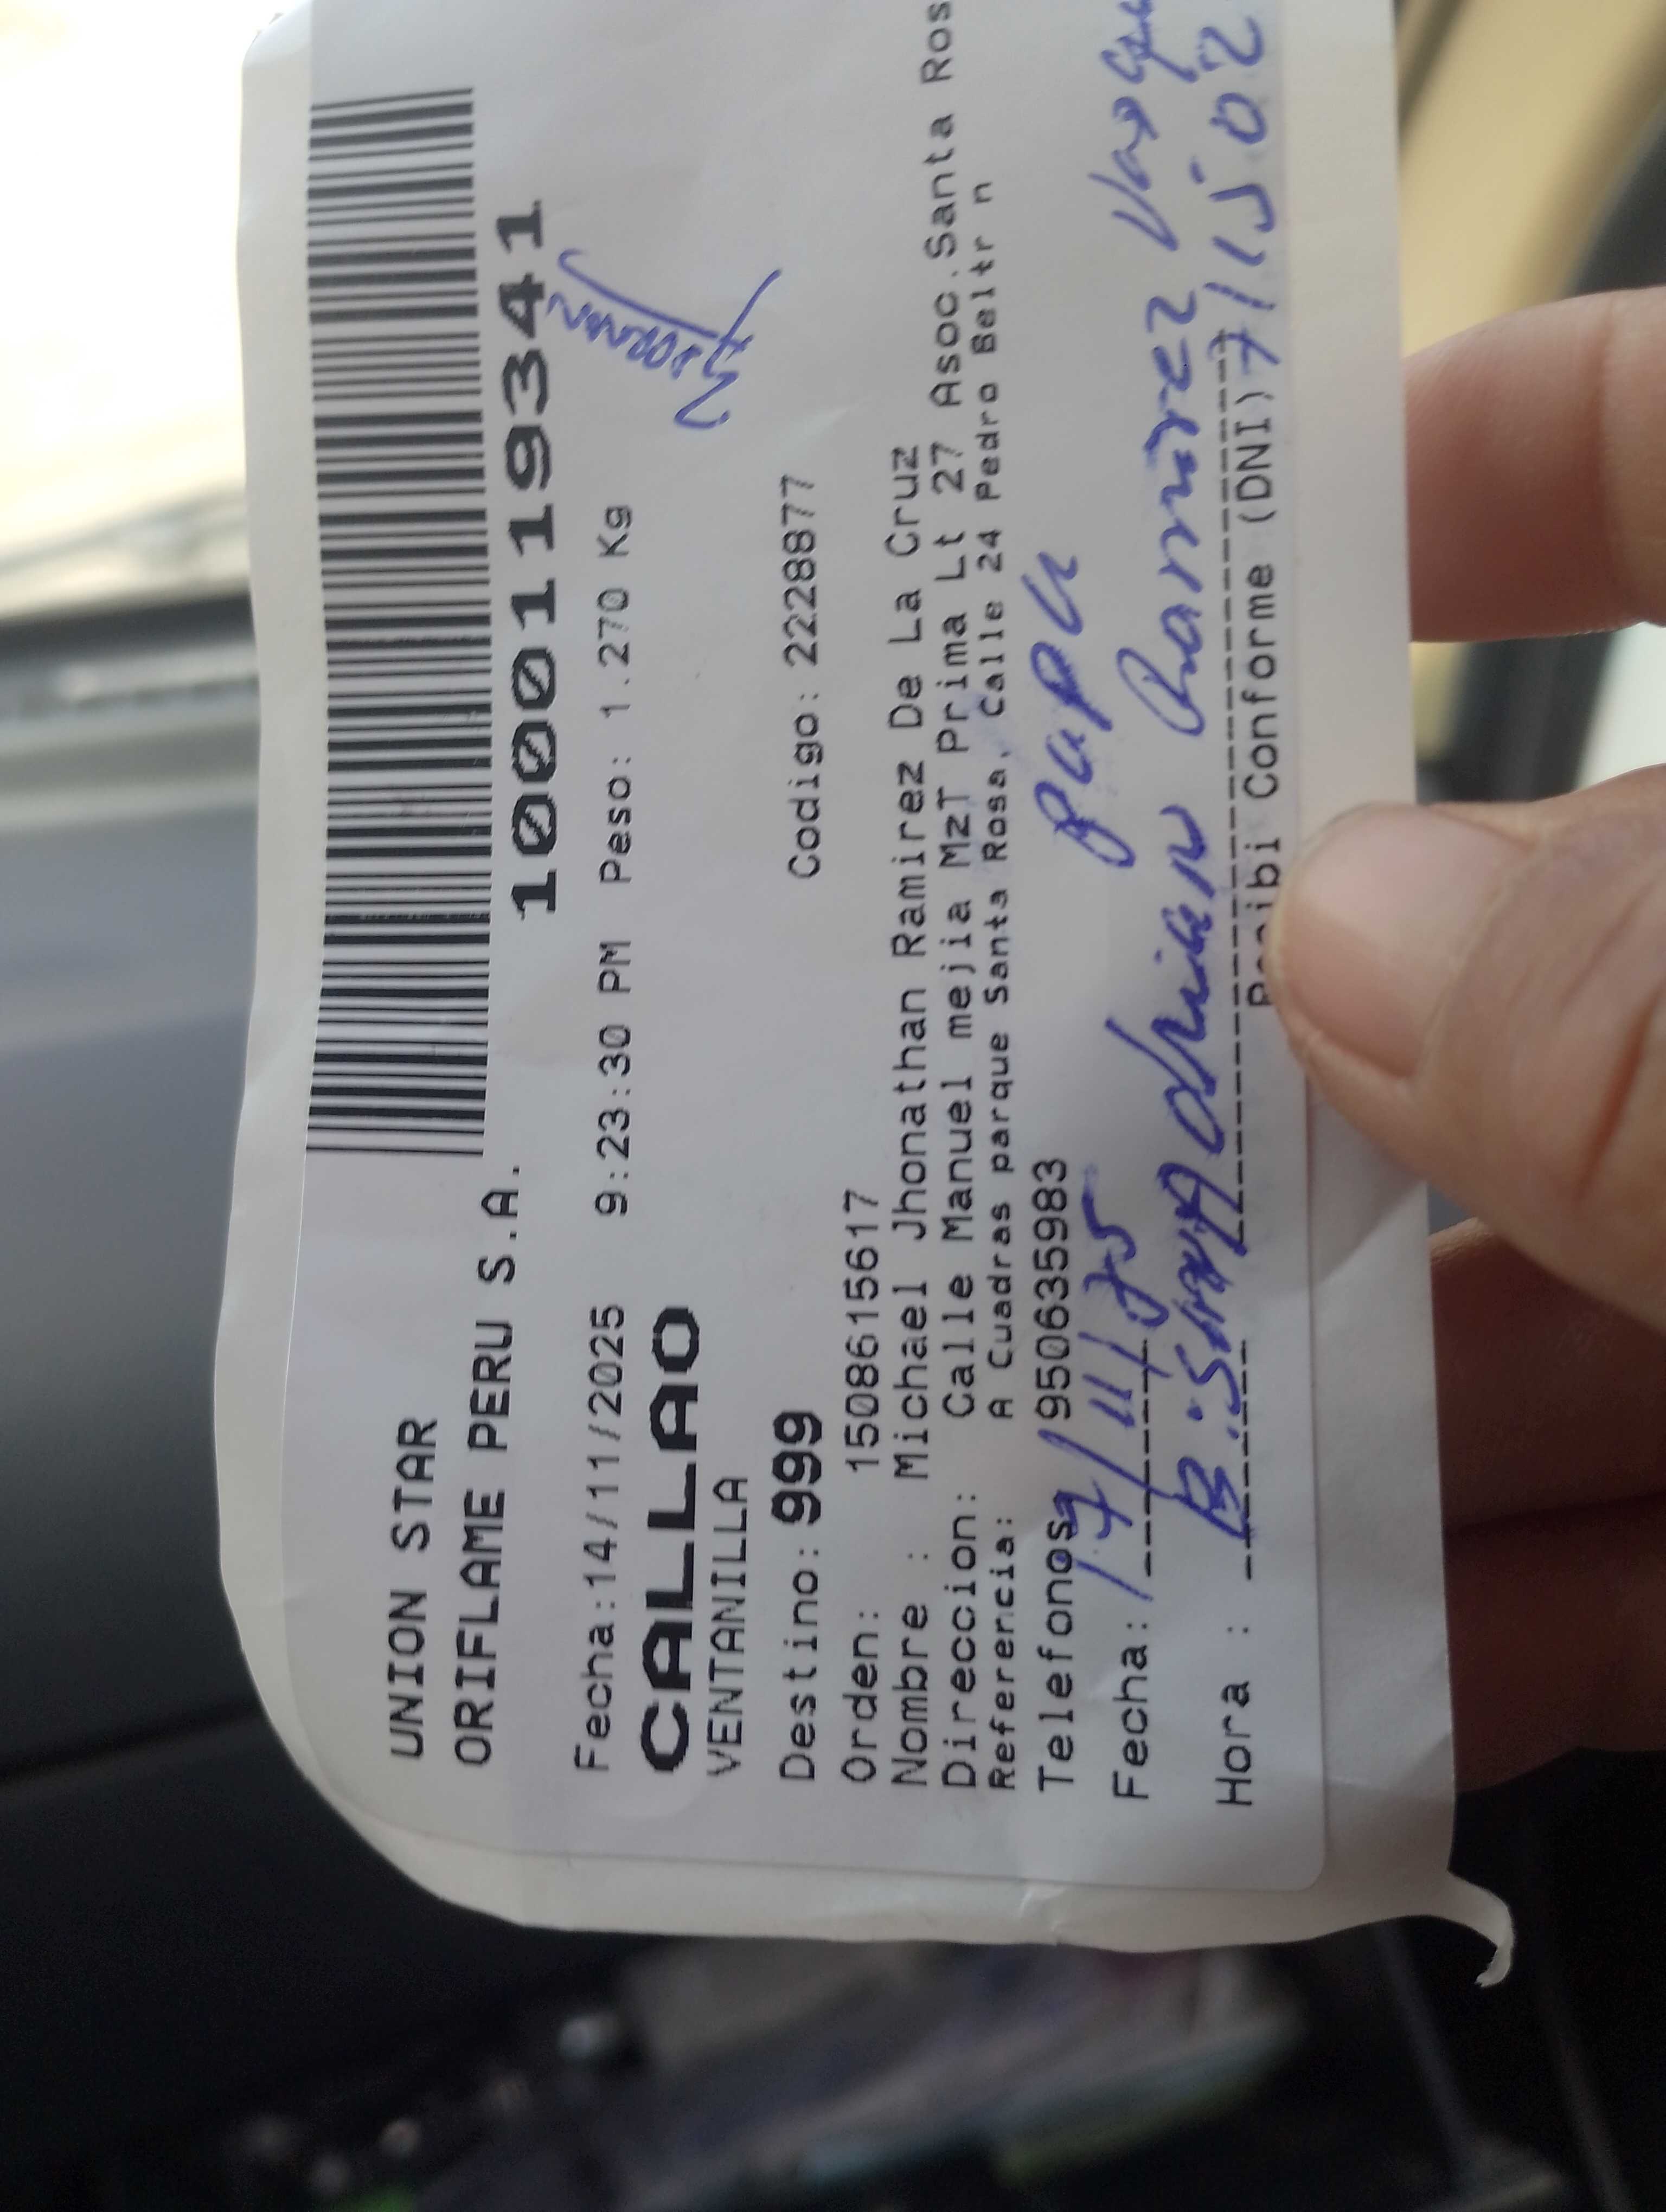 UNION STAR
ORIFLAME PERU S.A.
1000119341
Fecha:14/11/2025 9:23:30 PM Peso: 1.270 Kg
CALLAO
VENTANILLA
Destino: 999 Codigo: 2228877
Orden: 1508615617
Nombre : Michael Jhonathan Ramirez De La Cruz
Direccion: Calle Manuel mejia MzT Prima Lt 27 Asoc.Santa Ros
Referencia: A Cuadras parque Santa Rosa, Calle 24 Pedro Beltr n
Telefonos 950635983
Fecha: 17/11/25
Adrian Ramirez
Hora :
Recibi Conforme (DNI)